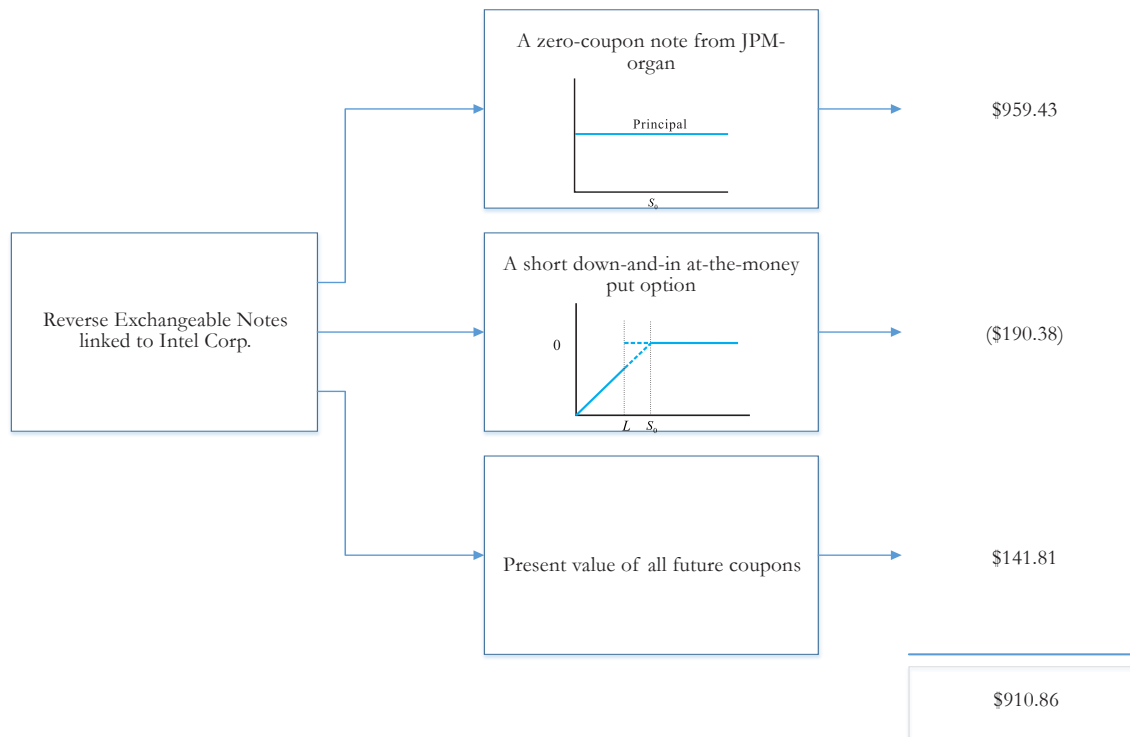 A zero-coupon note from JPM-
organ
Principal
S₀
$959.43
Reverse Exchangeable Notes
linked to Intel Corp.
A short down-and-in at-the-money
put option
0
L S₀
($190.38)
Present value of all future coupons
$141.81
$910.86